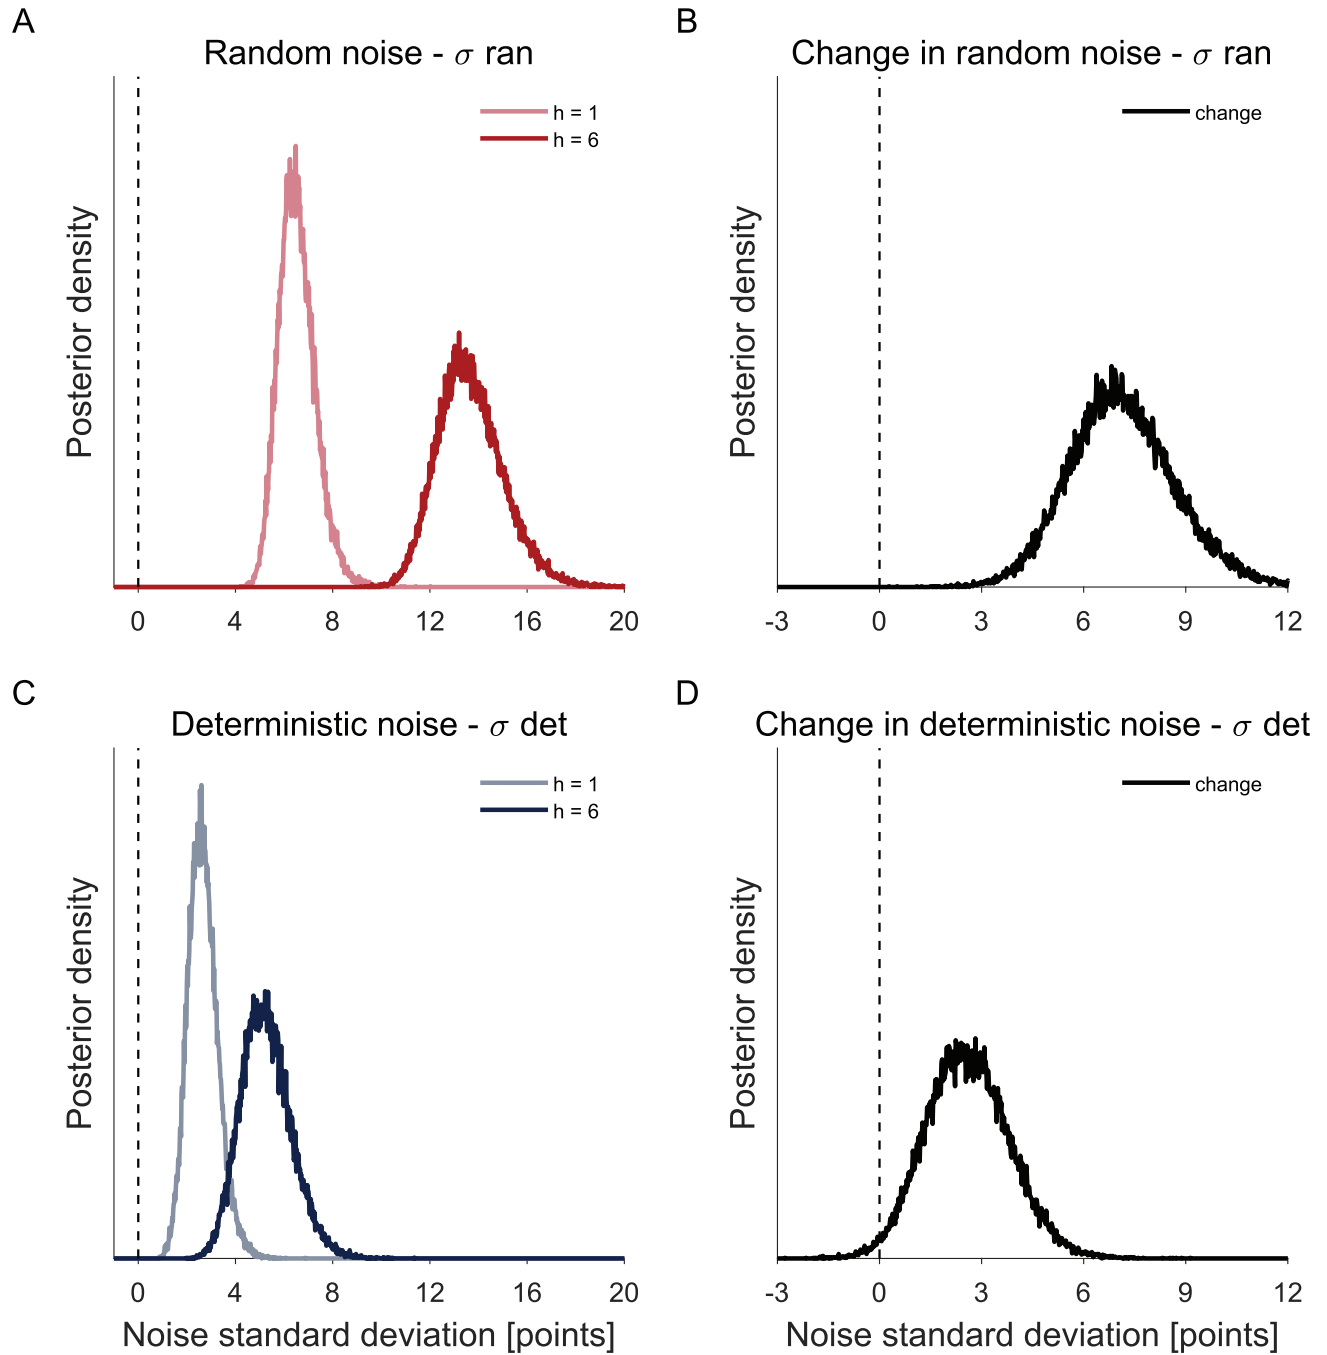 A
Random noise - σ ran
h = 1
h = 6
Posterior density
0 4 8 12 16 20
B
Change in random noise - σ ran
change
Posterior density
-3 0 3 6 9 12
C
Deterministic noise - σ det
h = 1
h = 6
Posterior density
0 4 8 12 16 20
Noise standard deviation [points]
D
Change in deterministic noise - σ det
change
Posterior density
-3 0 3 6 9 12
Noise standard deviation [points]